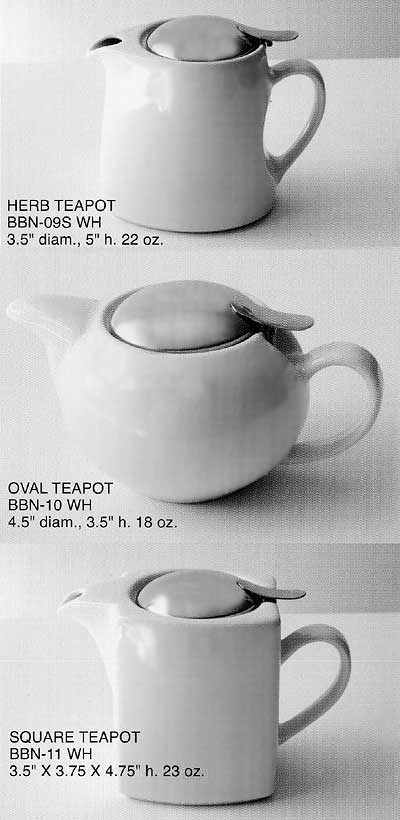 HERB TEAPOT
BBN-09S WH
3.5" diam., 5" h. 22 oz.
OVAL TEAPOT
BBN-10 WH
4.5" diam., 3.5" h. 18 oz.
SQUARE TEAPOT
BBN-11 WH
3.5" X 3.75 X 4.75" h. 23 oz.